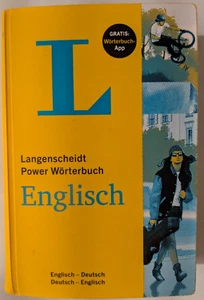 L
GRATIS:
Wörterbuch-
App
Langenscheidt
Power Wörterbuch
Englisch
Englisch – Deutsch
Deutsch – Englisch